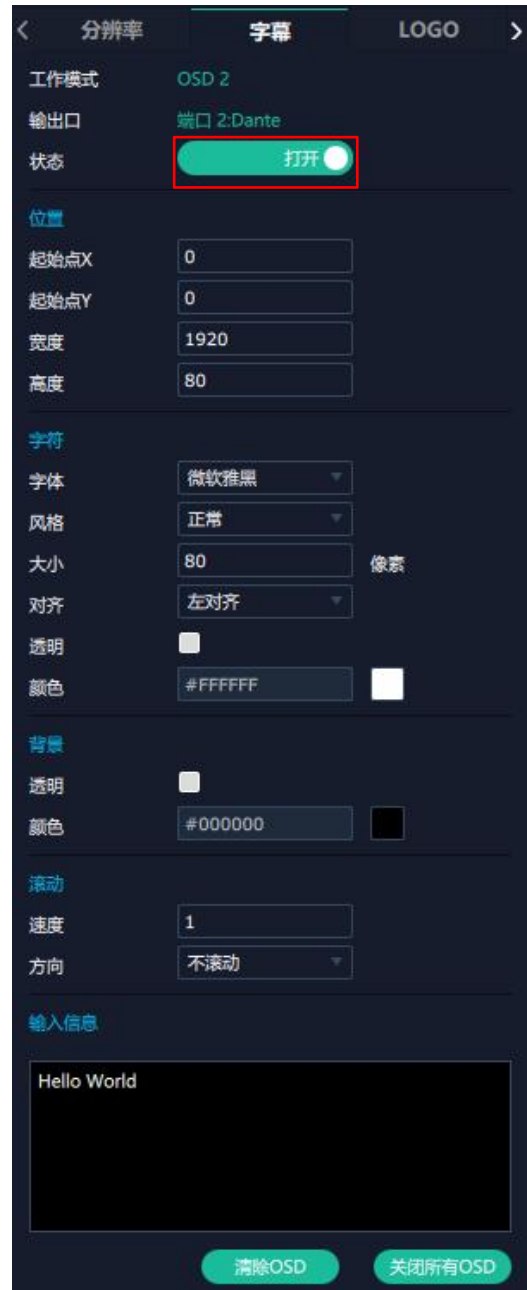 < 分辨率 字幕 LOGO >
工作模式 OSD 2
输出口 端口 2:Dante
状态 打开
位置
起始点X 0
起始点Y 0
宽度 1920
高度 80
字符
字体 微软雅黑
风格 正常
大小 80 像素
对齐 左对齐
透明
颜色 #FFFFFF
背景
透明
颜色 #000000
滚动
速度 1
方向 不滚动
输入信息
Hello World
清除OSD 关闭所有OSD